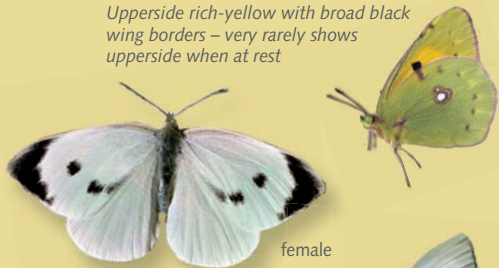 Upperside rich-yellow with broad black
wing borders – very rarely shows
upperside when at rest
female